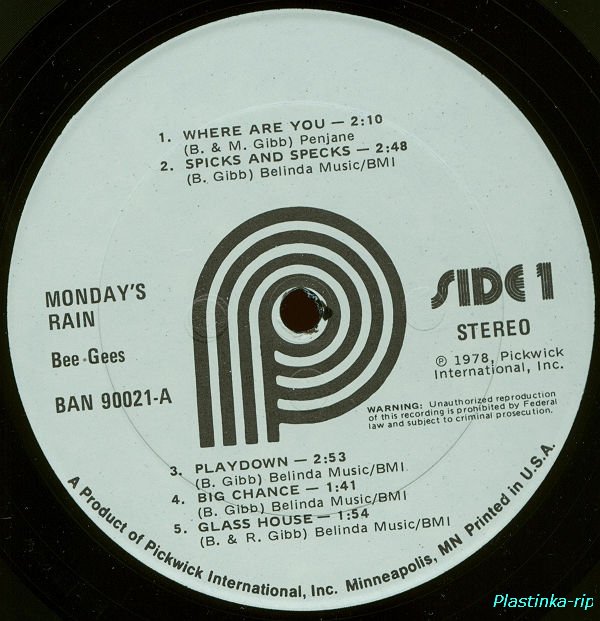 1. WHERE ARE YOU — 2:10
(B. & M. Gibb) Penjane
2. SPICKS AND SPECKS — 2:48
(B. Gibb) Belinda Music/BMI
MONDAY'S
RAIN
Bee Gees
BAN 90021-A
SIDE 1
STEREO
℗ 1978, Pickwick
International, Inc.
WARNING: Unauthorized reproduction
of this recording is prohibited by Federal
law and subject to criminal prosecution.
3. PLAYDOWN — 2:53
(B. Gibb) Belinda Music/BMI
4. BIG CHANCE — 1:41
(B. Gibb) Belinda Music/BMI
5. GLASS HOUSE — 1:54
(B. & R. Gibb) Belinda Music/BMI
A Product of Pickwick International, Inc. Minneapolis, MN Printed in U.S.A.
Plastinka-rip